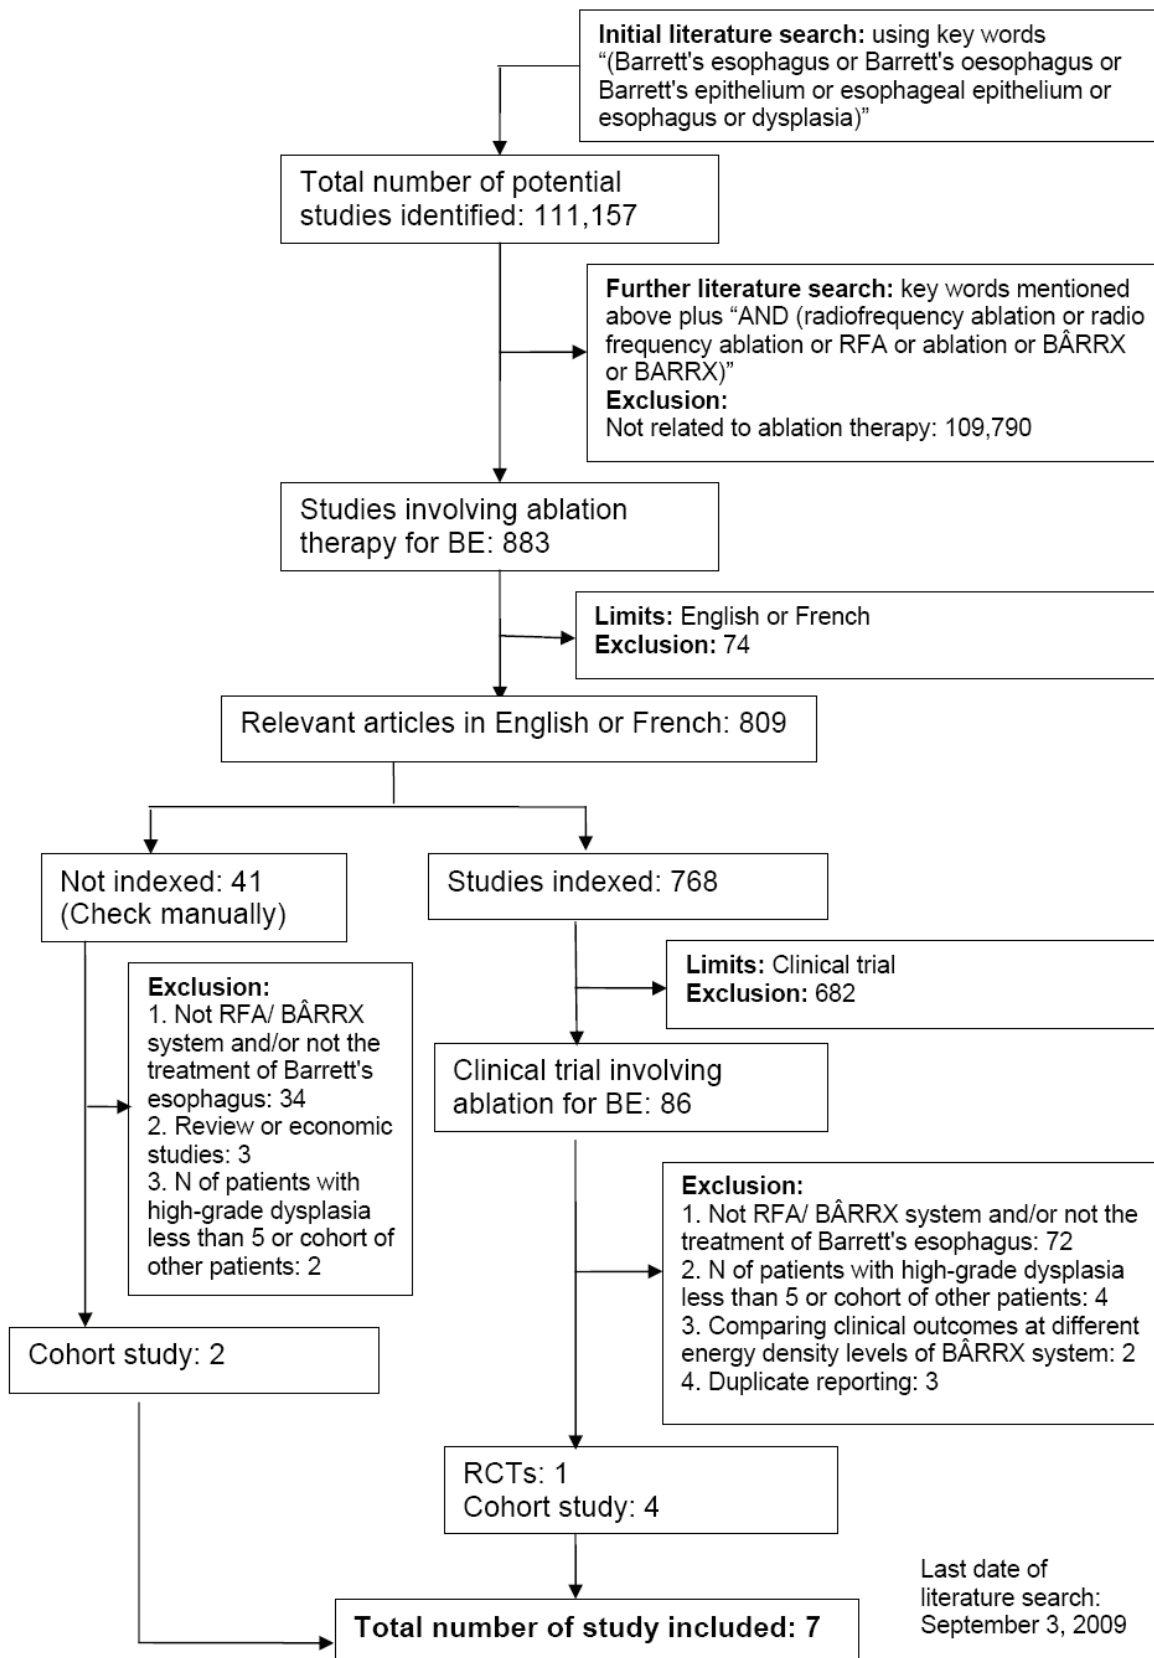 Initial literature search: using key words
“(Barrett's esophagus or Barrett's oesophagus or
Barrett's epithelium or esophageal epithelium or
esophagus or dysplasia)”
Total number of potential
studies identified: 111,157
Further literature search: key words mentioned
above plus “AND (radiofrequency ablation or radio
frequency ablation or RFA or ablation or BÂRRX
or BARRX)”
Exclusion:
Not related to ablation therapy: 109,790
Studies involving ablation
therapy for BE: 883
Limits: English or French
Exclusion: 74
Relevant articles in English or French: 809
Not indexed: 41
(Check manually)
Studies indexed: 768
Limits: Clinical trial
Exclusion: 682
Exclusion:
1. Not RFA/ BÂRRX
system and/or not the
treatment of Barrett's
esophagus: 34
2. Review or economic
studies: 3
3. N of patients with
high-grade dysplasia
less than 5 or cohort of
other patients: 2
Clinical trial involving
ablation for BE: 86
Exclusion:
1. Not RFA/ BÂRRX system and/or not the
treatment of Barrett's esophagus: 72
2. N of patients with high-grade dysplasia
less than 5 or cohort of other patients: 4
3. Comparing clinical outcomes at different
energy density levels of BÂRRX system: 2
4. Duplicate reporting: 3
Cohort study: 2
RCTs: 1
Cohort study: 4
Total number of study included: 7
Last date of
literature search:
September 3, 2009